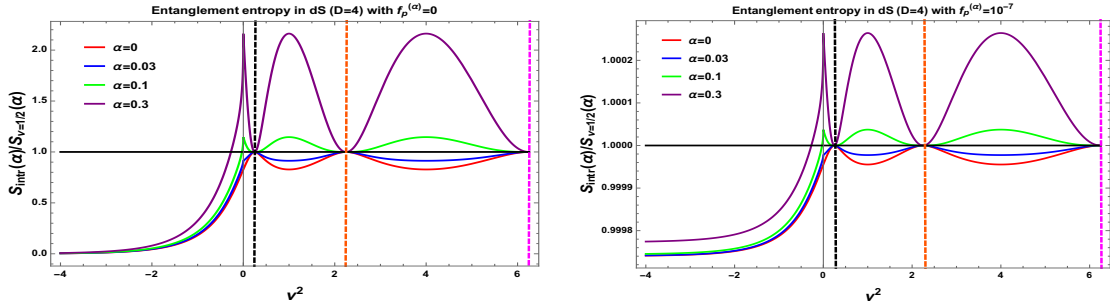 Entanglement entropy in dS (D=4) with fₚ⁽ᵅ⁾=0
S_intr(α)/S_ν=1/2(α)
2.0
1.5
1.0
0.5
0.0
α=0
α=0.03
α=0.1
α=0.3
-4
-2
0
2
4
6
ν²
Entanglement entropy in dS (D=4) with fₚ⁽ᵅ⁾=10⁻⁷
S_intr(α)/S_ν=1/2(α)
1.0002
1.0001
1.0000
0.9999
0.9998
α=0
α=0.03
α=0.1
α=0.3
-4
-2
0
2
4
6
ν²